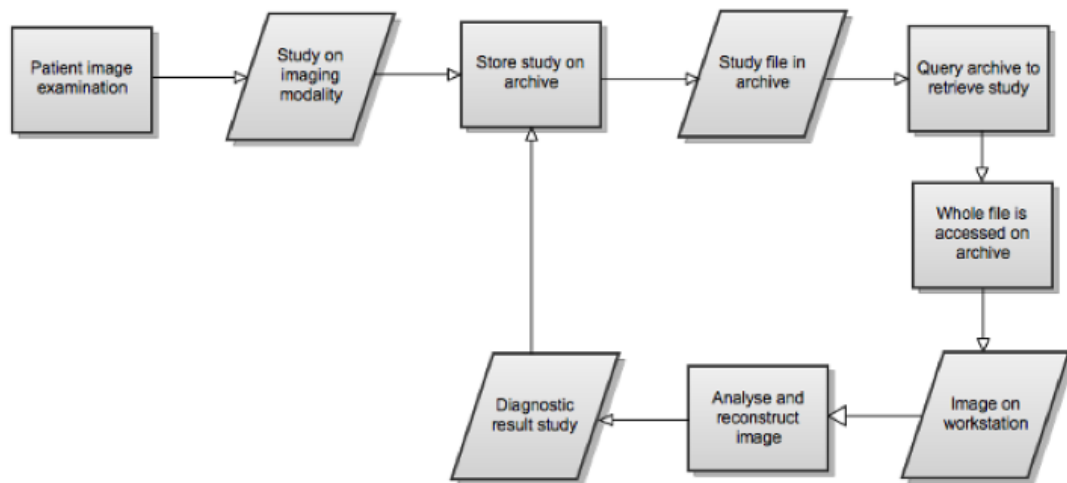 Patient image
examination
Study on
imaging
modality
Store study on
archive
Study file in
archive
Query archive to
retrieve study
Whole file is
accessed on
archive
Image on
workstation
Analyse and
reconstruct
image
Diagnostic
result study